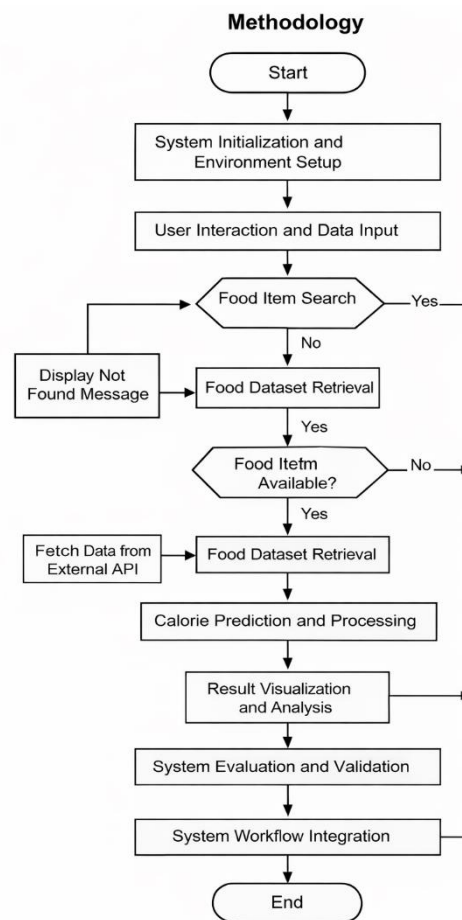 Methodology
Start
System Initialization and
Environment Setup
User Interaction and Data Input
Food Item Search
Yes
No
Display Not
Found Message
Food Dataset Retrieval
Yes
Food Itefm
Available?
No
Yes
Fetch Data from
External API
Food Dataset Retrieval
Calorie Prediction and Processing
Result Visualization
and Analysis
System Evaluation and Validation
System Workflow Integration
End